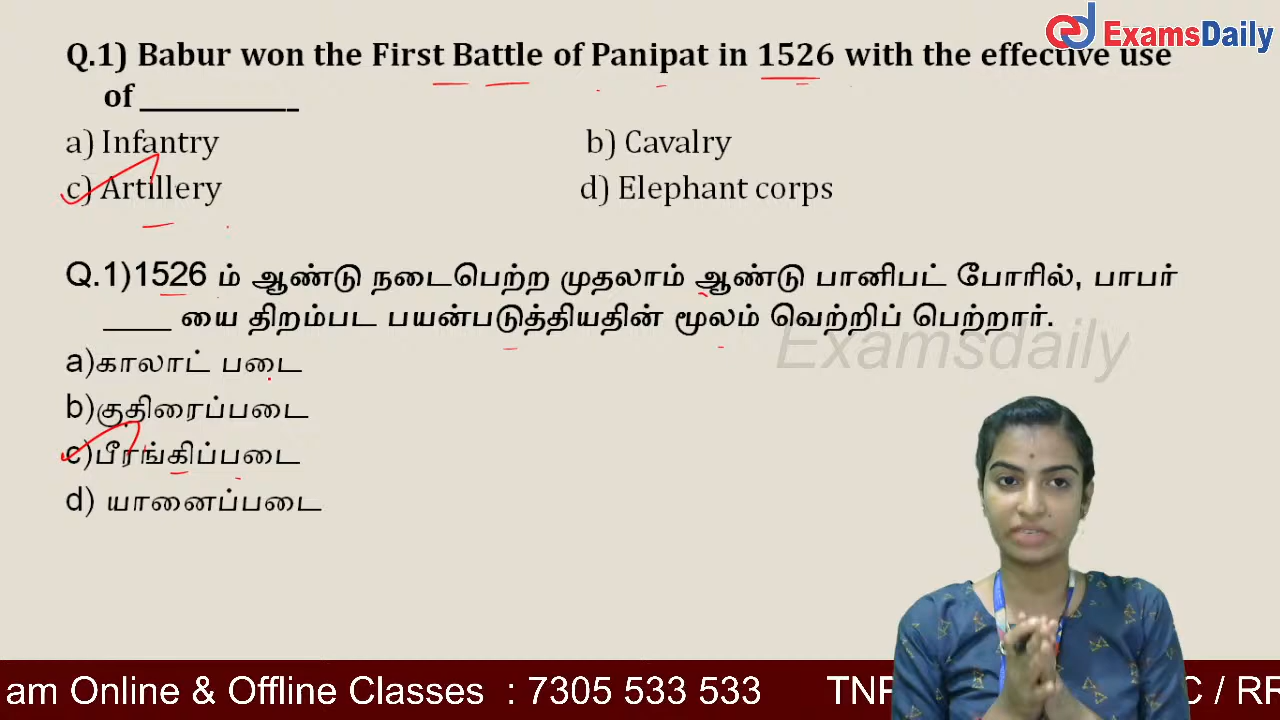 ExamsDaily
Q.1) Babur won the First Battle of Panipat in 1526 with the effective use
of ___________
a) Infantry b) Cavalry
c) Artillery d) Elephant corps
Q.1)1526 ம் ஆண்டு நடைபெற்ற முதலாம் ஆண்டு பானிபட் போரில், பாபர்
____ யை திறம்பட பயன்படுத்தியதின் மூலம் வெற்றிப் பெற்றார்.
Examsdaily
a)காலாட் படை
b)குதிரைப்படை
c)பீரங்கிப்படை
d) யானைப்படை
am Online & Offline Classes : 7305 533 533 C / RR